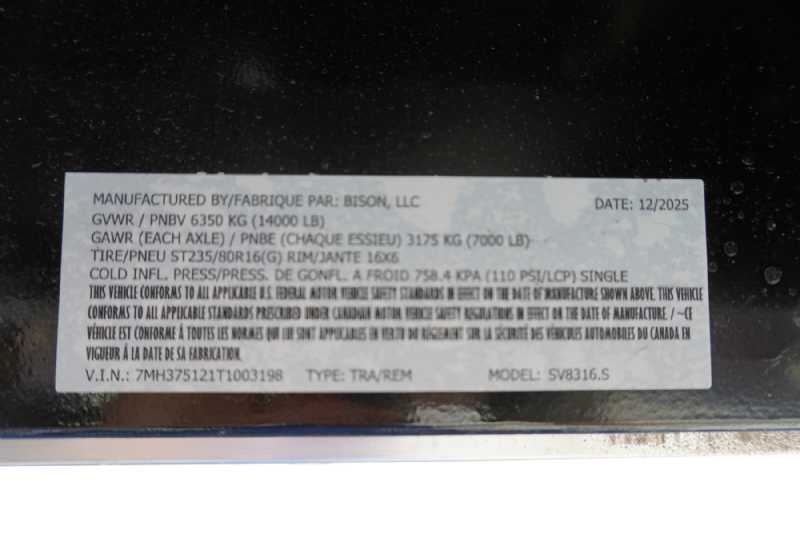 MANUFACTURED BY/FABRIQUE PAR: BISON, LLC DATE: 12/2025
GVWR / PNBV 6350 KG (14000 LB)
GAWR (EACH AXLE) / PNBE (CHAQUE ESSIEU) 3175 KG (7000 LB)
TIRE/PNEU ST235/80R16(G) RIM/JANTE 16X6
COLD INFL. PRESS/PRESS. DE GONFL. A FROID 758.4 KPA (110 PSI/LCP) SINGLE
THIS VEHICLE CONFORMS TO ALL APPLICABLE U.S. FEDERAL MOTOR VEHICLE SAFETY STANDARDS IN EFFECT ON THE DATE OF MANUFACTURE SHOWN ABOVE. THIS VEHICLE
CONFORMS TO ALL APPLICABLE STANDARDS PRESCRIBED UNDER CANADIAN MOTOR VEHICLE SAFETY REGULATIONS IN EFFECT ON THE DATE OF MANUFACTURE. / ~CE
VÉHICLE EST CONFORME Á TOUTES LES NORMES QUI LUI SONT APPLICABLES EN VERTU DU RÈGLEMENT SUR LA SÉCURITÉ DES VÉHICULES AUTOMOBILES DU CANADA EN
VIGUEUR Á LA DATE DE SA FABRICATION.
V.I.N.: 7MH375121T1003198 TYPE: TRA/REM MODEL: SV8316.S